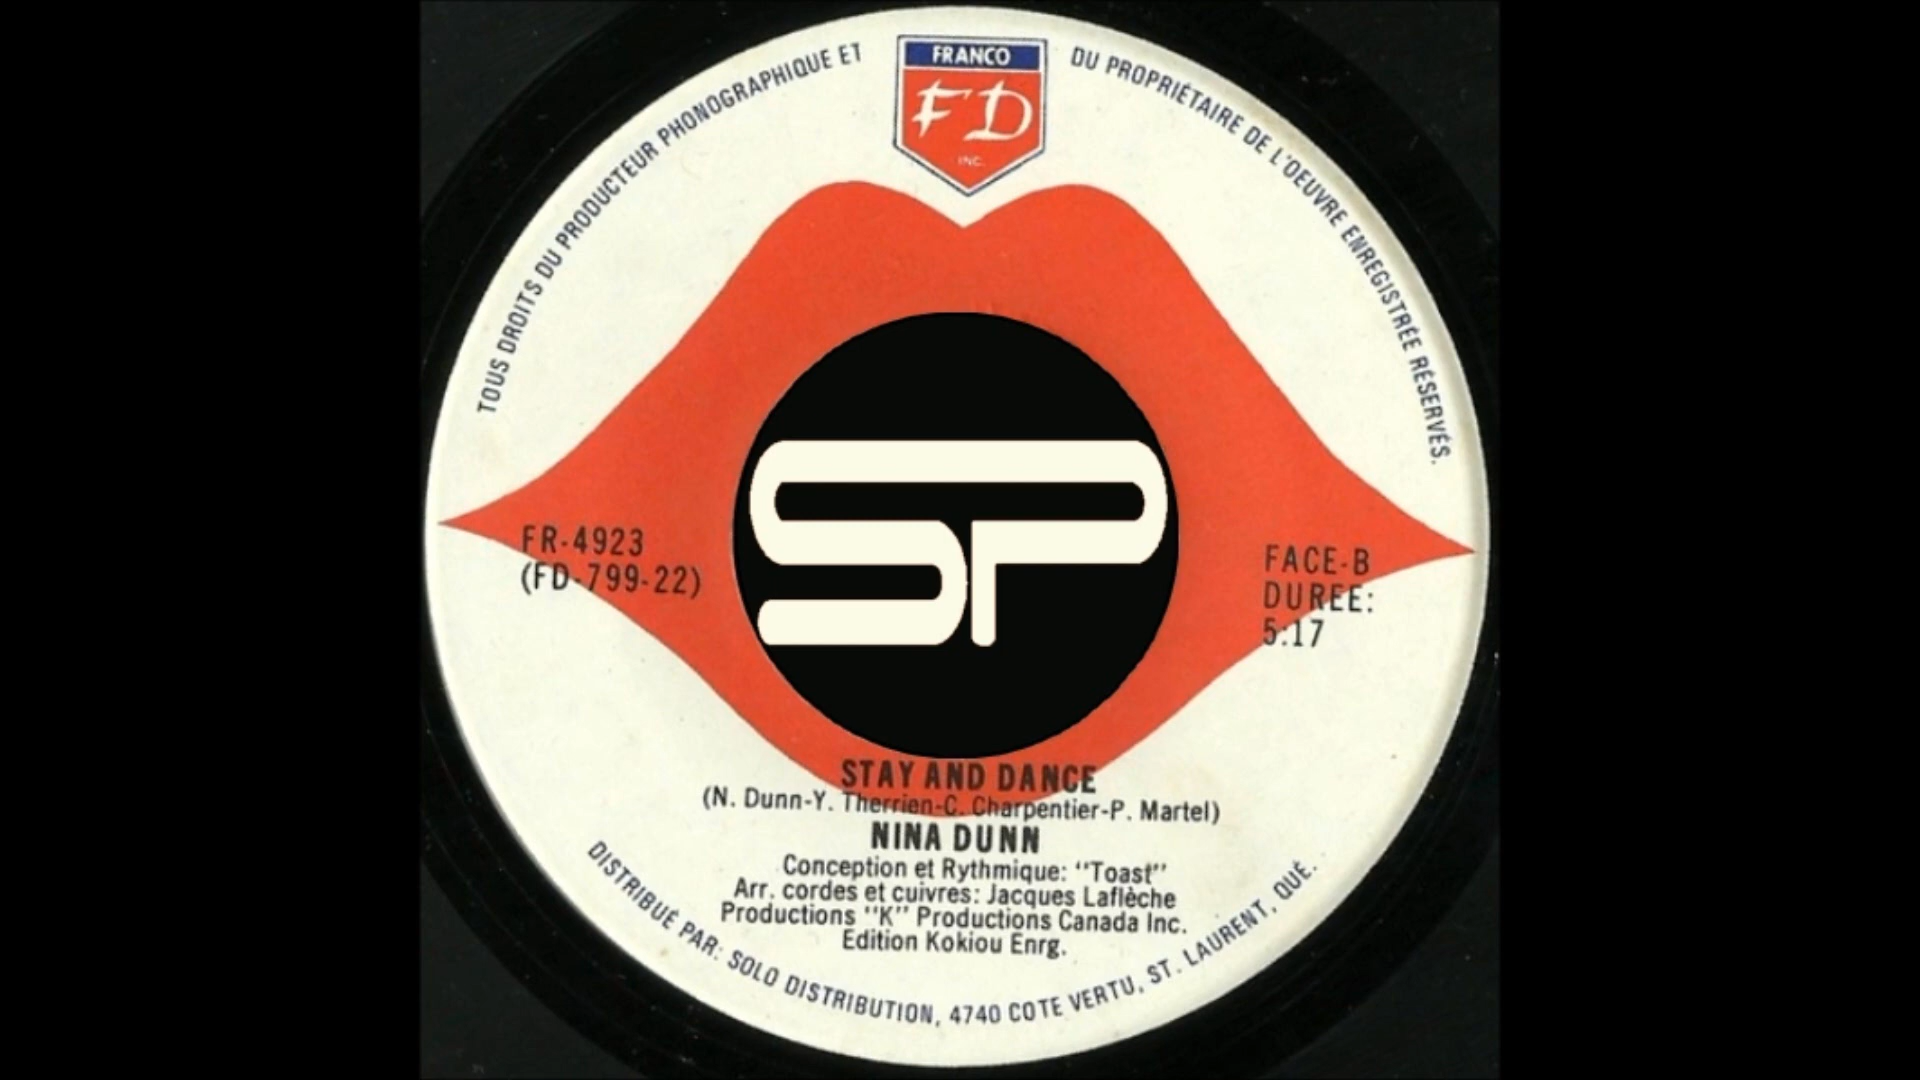 TOUS DROITS DU PRODUCTEUR PHONOGRAPHIQUE ET DU PROPRIÉTAIRE DE L'OEUVRE ENREGISTRÉE RÉSERVÉS.
FRANCO
FD
INC.
SP
FR-4923
(FD-799-22)
FACE-B
DUREE:
5:17
STAY AND DANCE
(N. Dunn-Y. Therrien-C. Charpentier-P. Martel)
NINA DUNN
Conception et Rythmique: "Toast"
Arr. cordes et cuivres: Jacques Laflèche
Productions "K" Productions Canada Inc.
Edition Kokiou Enrg.
DISTRIBUÉ PAR: SOLO DISTRIBUTION, 4740 COTE VERTU, ST. LAURENT, QUÉ.